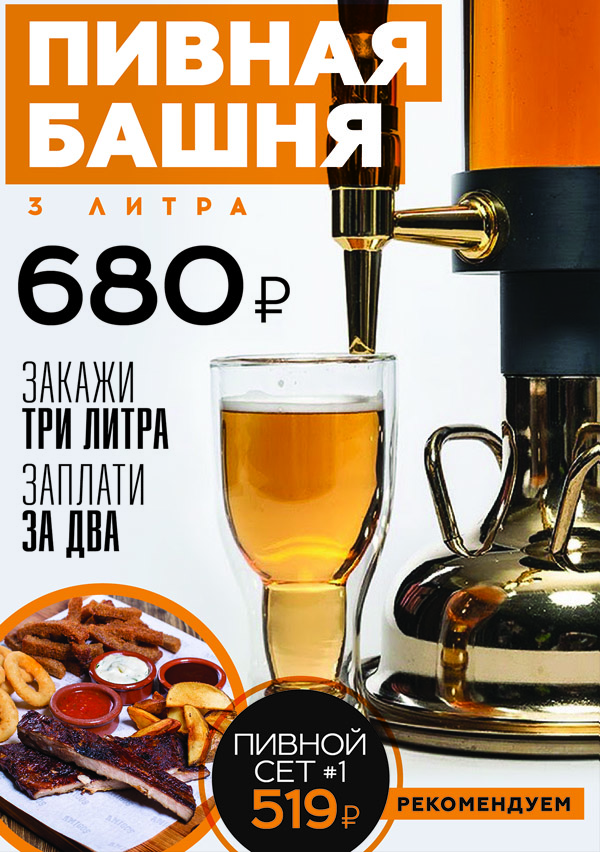 ПИВНАЯ
БАШНЯ
3 ЛИТРА
680 ₽
ЗАКАЖИ
ТРИ ЛИТРА
ЗАПЛАТИ
ЗА ДВА
ПИВНОЙ
СЕТ #1
519 ₽
РЕКОМЕНДУЕМ